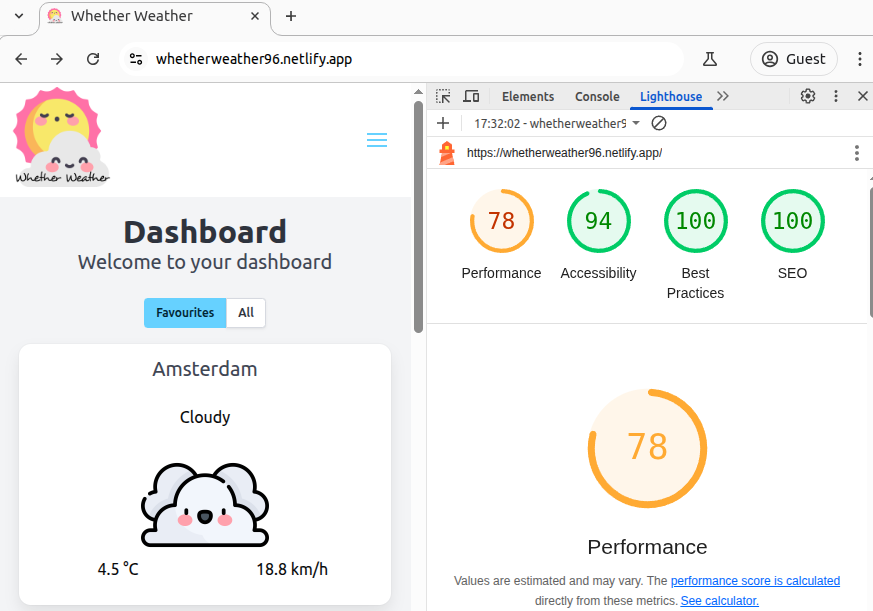 Whether Weather
whetherweather96.netlify.app
Guest
Whether Weather
Dashboard
Welcome to your dashboard
Favourites All
Amsterdam
Cloudy
4.5 °C 18.8 km/h
Elements Console Lighthouse
17:32:02 - whetherweather9
https://whetherweather96.netlify.app/
78 94 100 100
Performance Accessibility Best Practices SEO
78
Performance
Values are estimated and may vary. The performance score is calculated
directly from these metrics. See calculator.